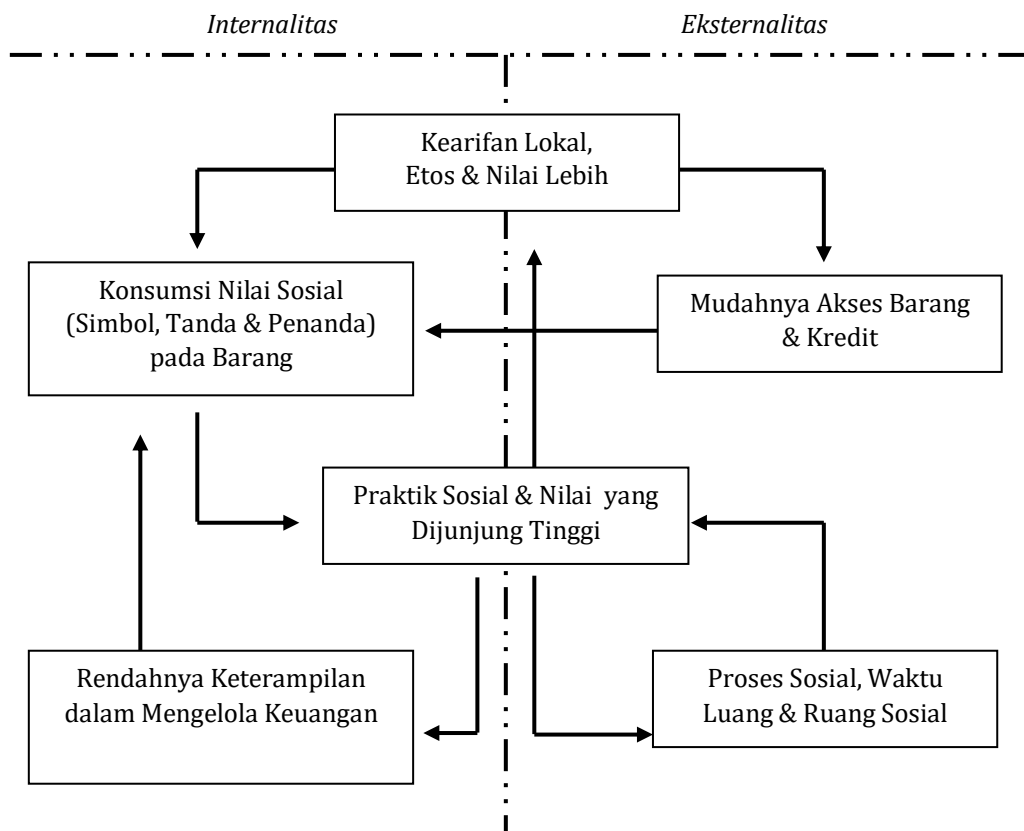 Internalitas
Eksternalitas
Kearifan Lokal,
Etos & Nilai Lebih
Konsumsi Nilai Sosial
(Simbol, Tanda & Penanda)
pada Barang
Mudahnya Akses Barang
& Kredit
Praktik Sosial & Nilai yang
Dijunjung Tinggi
Rendahnya Keterampilan
dalam Mengelola Keuangan
Proses Sosial, Waktu
Luang & Ruang Sosial